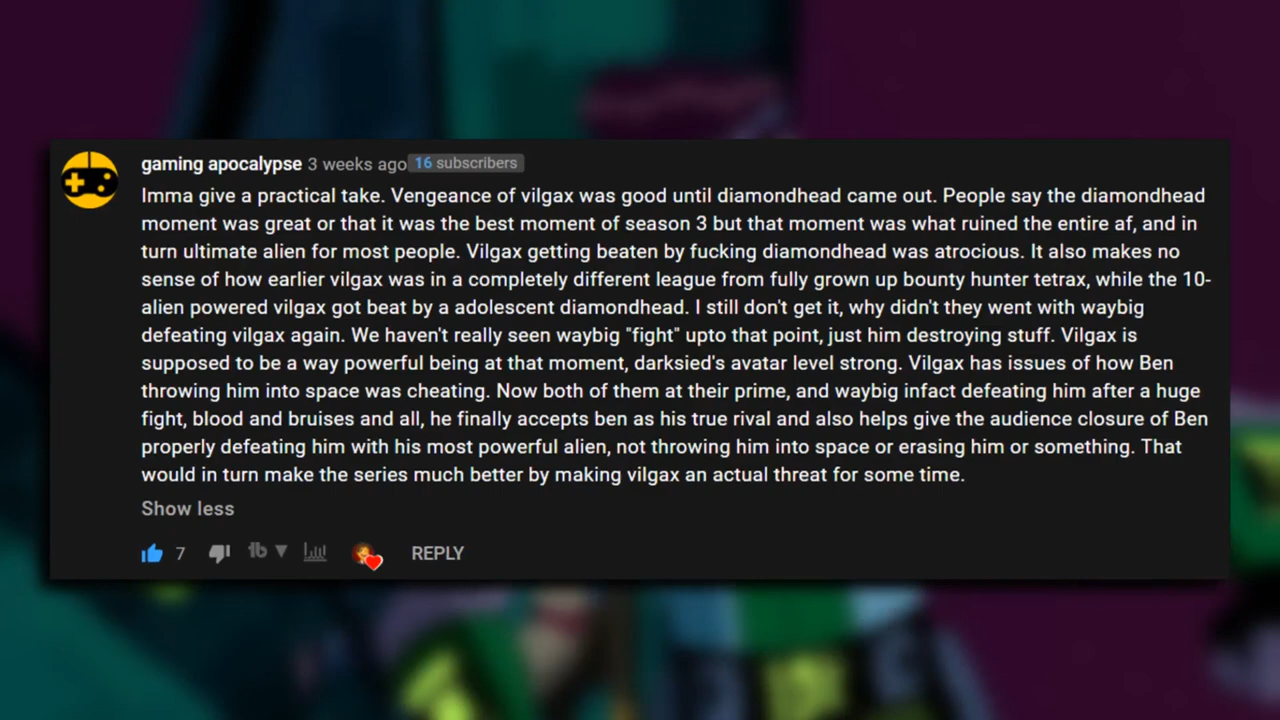 gaming apocalypse 3 weeks ago 16 subscribers
Imma give a practical take. Vengeance of vilgax was good until diamondhead came out. People say the diamondhead
moment was great or that it was the best moment of season 3 but that moment was what ruined the entire af, and in
turn ultimate alien for most people. Vilgax getting beaten by fucking diamondhead was atrocious. It also makes no
sense of how earlier vilgax was in a completely different league from fully grown up bounty hunter tetrax, while the 10-
alien powered vilgax got beat by a adolescent diamondhead. I still don't get it, why didn't they went with waybig
defeating vilgax again. We haven't really seen waybig "fight" upto that point, just him destroying stuff. Vilgax is
supposed to be a way powerful being at that moment, darksied's avatar level strong. Vilgax has issues of how Ben
throwing him into space was cheating. Now both of them at their prime, and waybig infact defeating him after a huge
fight, blood and bruises and all, he finally accepts ben as his true rival and also helps give the audience closure of Ben
properly defeating him with his most powerful alien, not throwing him into space or erasing him or something. That
would in turn make the series much better by making vilgax an actual threat for some time.
Show less
7 tb REPLY